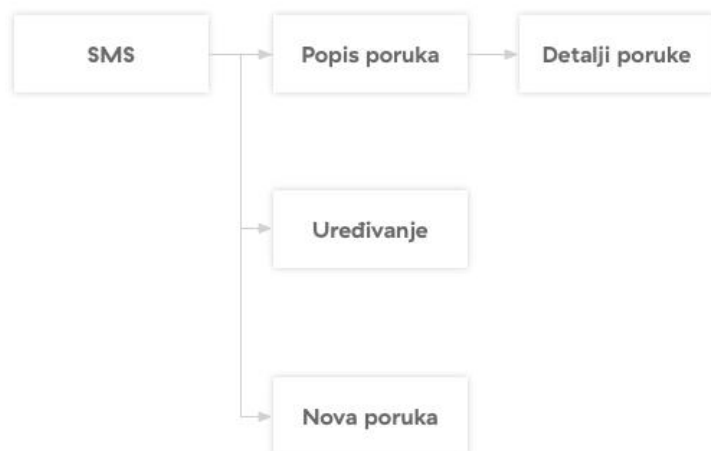 SMS
Popis poruka
Detalji poruke
Uređivanje
Nova poruka